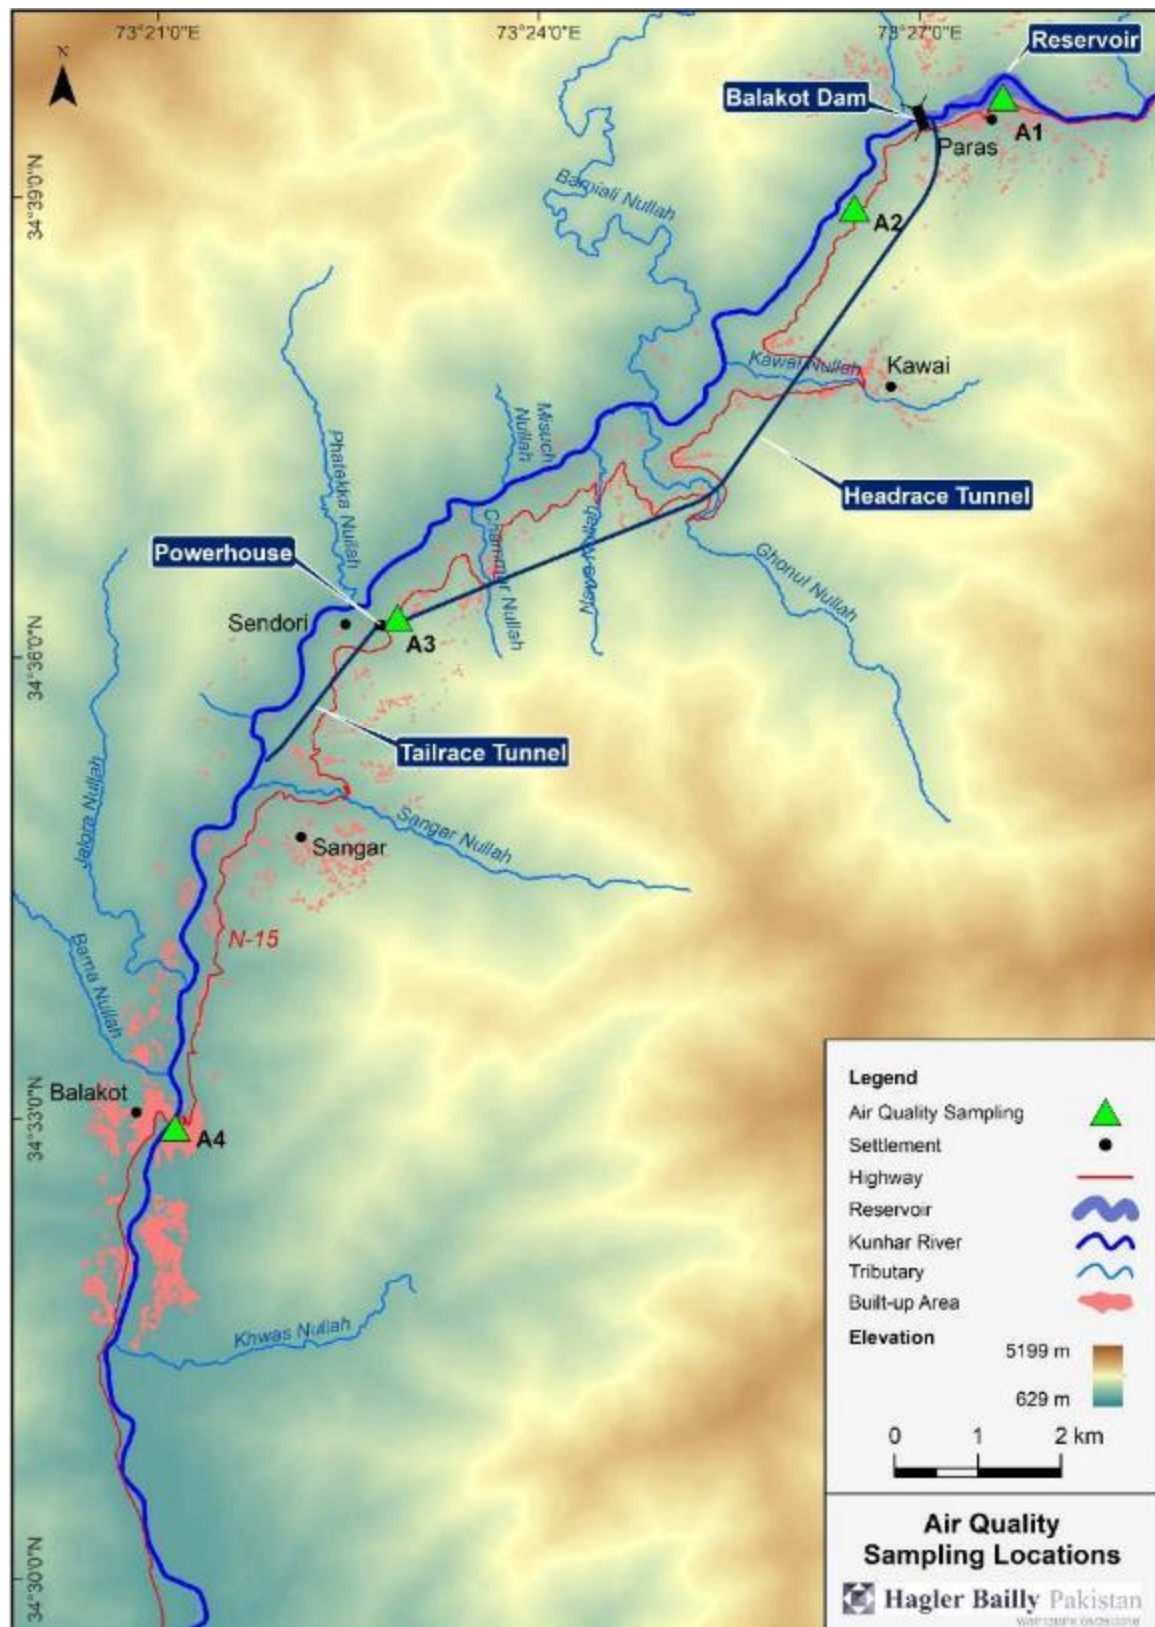 73°21'0"E
73°24'0"E
73°27'0"E
N
Reservoir
Balakot Dam
A1
Paras
34°39'0"N
Bamiali Nullah
A2
Kawai Nullah
Kawai
Misuch
Nullah
Phatekka Nullah
Headrace Tunnel
Powerhouse
Chammer Nullah
Ghonul Nullah
Sendori
A3
34°36'0"N
Tailrace Tunnel
Jalora Nullah
Sangar Nullah
Sangar
N-15
Barna Nullah
Balakot
34°33'0"N
A4
Khwas Nullah
34°30'0"N
Legend
Air Quality Sampling
Settlement
Highway
Reservoir
Kunhar River
Tributary
Built-up Area
Elevation
5199 m
629 m
0 1 2 km
Air Quality
Sampling Locations
Hagler Bailly Pakistan